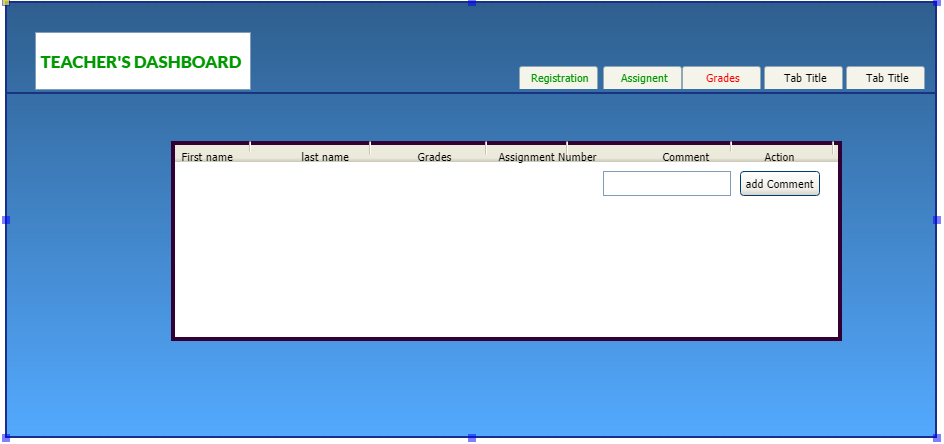 TEACHER'S DASHBOARD
Registration Assignent Grades Tab Title Tab Title
First name last name Grades Assignment Number Comment Action
add Comment